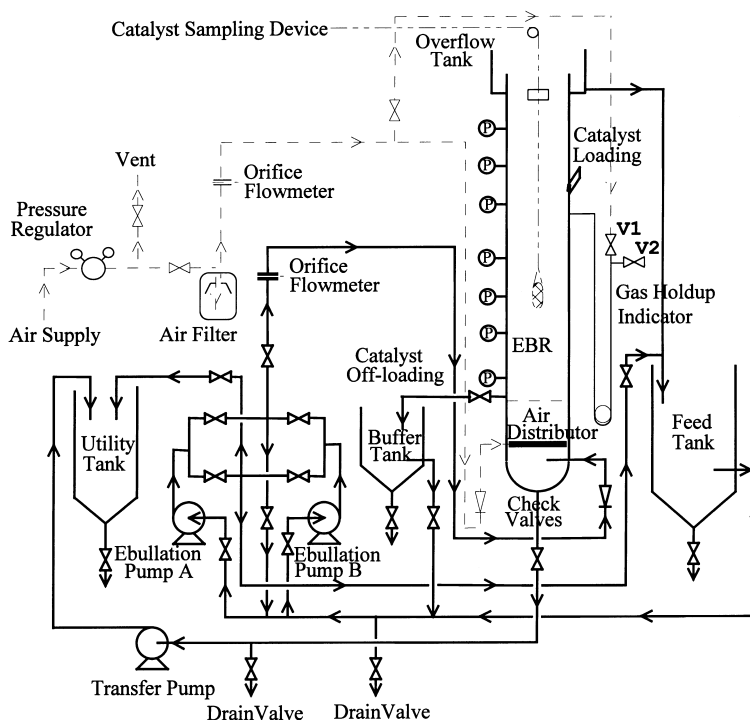 Catalyst Sampling Device
Overflow
Tank
P
P
Catalyst
Loading
Vent
Orifice
Flowmeter
P
Pressure
Regulator
V1
V2
P
Orifice
Flowmeter
Gas Holdup
Indicator
P
Air Supply
Air Filter
P
EBR
Catalyst
Off-loading
P
Air
Distributor
Utility
Tank
Buffer
Tank
Feed
Tank
Check
Valves
Ebullation
Pump A
Ebullation
Pump B
Transfer Pump
DrainValve
DrainValve